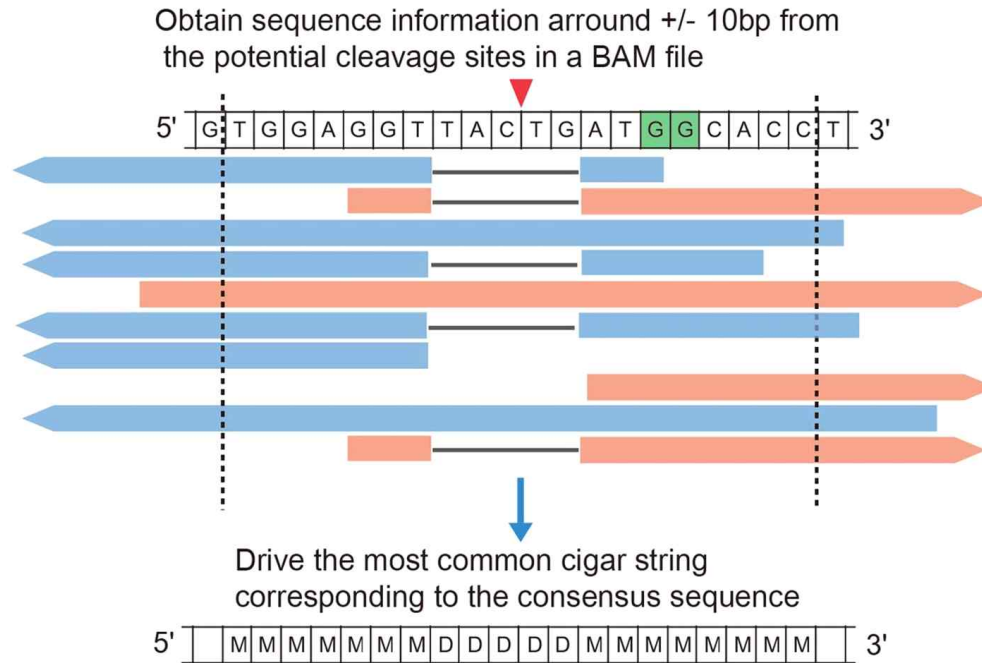 Obtain sequence information arround +/- 10bp from
the potential cleavage sites in a BAM file
5' G T G G A G G T T A C T G A T G G C A C C T 3'
Drive the most common cigar string
corresponding to the consensus sequence
5' M M M M M M M D D D D D M M M M M M M M 3'